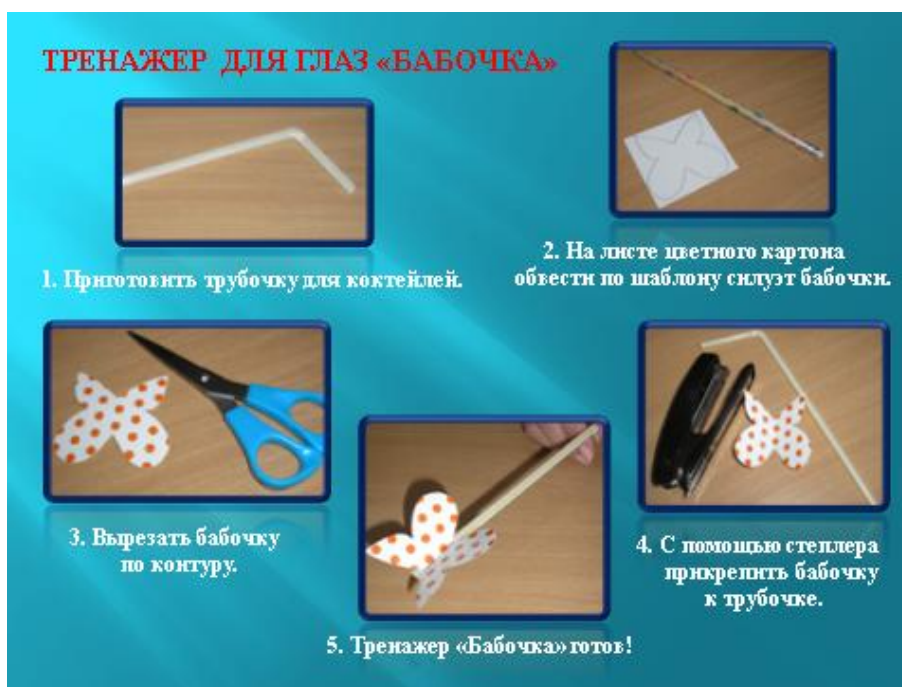 ТРЕНАЖЕР ДЛЯ ГЛАЗ «БАБОЧКА»
1. Приготовить трубочку для коктейлей.
2. На листе цветного картона
обвести по шаблону силуэт бабочки.
3. Вырезать бабочку
по контуру.
4. С помощью степлера
прикрепить бабочку
к трубочке.
5. Тренажер «Бабочка» готов!